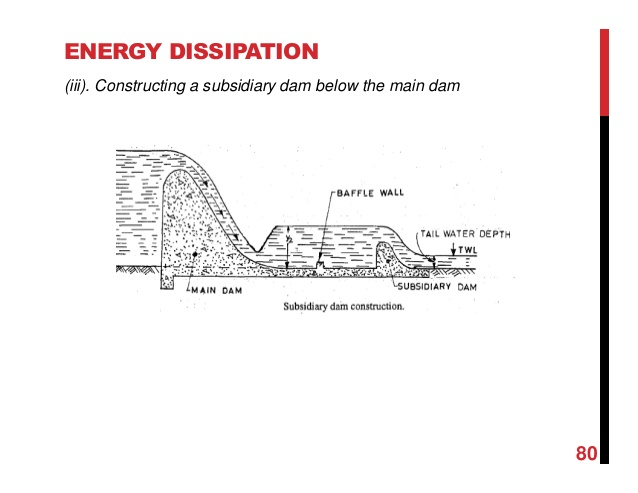 ENERGY DISSIPATION
(iii). Constructing a subsidiary dam below the main dam
BAFFLE WALL
y₂
TAIL WATER DEPTH
TWL
MAIN DAM
SUBSIDIARY DAM
Subsidiary dam construction.
80